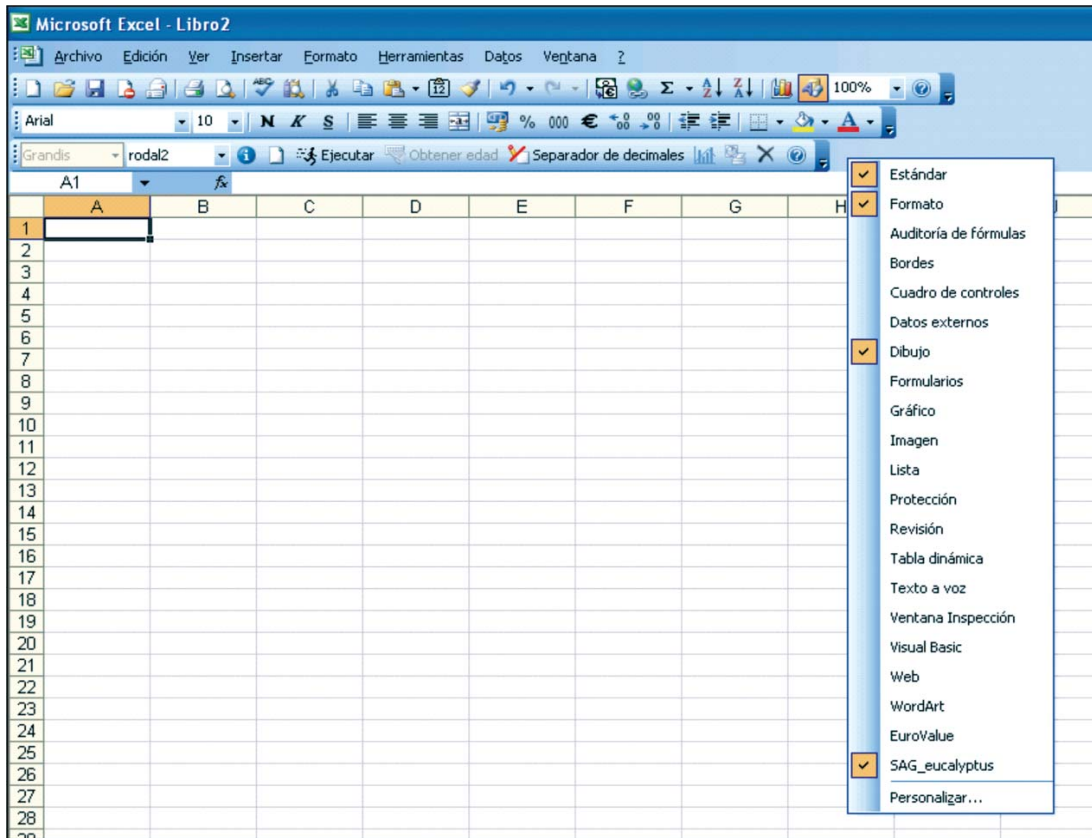 Microsoft Excel - Libro2
Archivo Edición Ver Insertar Formato Herramientas Datos Ventana ?
100%
Arial 10 N K S % 000 €
Grandis rodal2 Ejecutar Obtener edad Separador de decimales
A1 fx
A B C D E F G H J
1
2
3
4
5
6
7
8
9
10
11
12
13
14
15
16
17
18
19
20
21
22
23
24
25
26
27
28
Estándar
Formato
Auditoría de fórmulas
Bordes
Cuadro de controles
Datos externos
Dibujo
Formularios
Gráfico
Imagen
Lista
Protección
Revisión
Tabla dinámica
Texto a voz
Ventana Inspección
Visual Basic
Web
WordArt
EuroValue
SAG_eucalyptus
Personalizar...